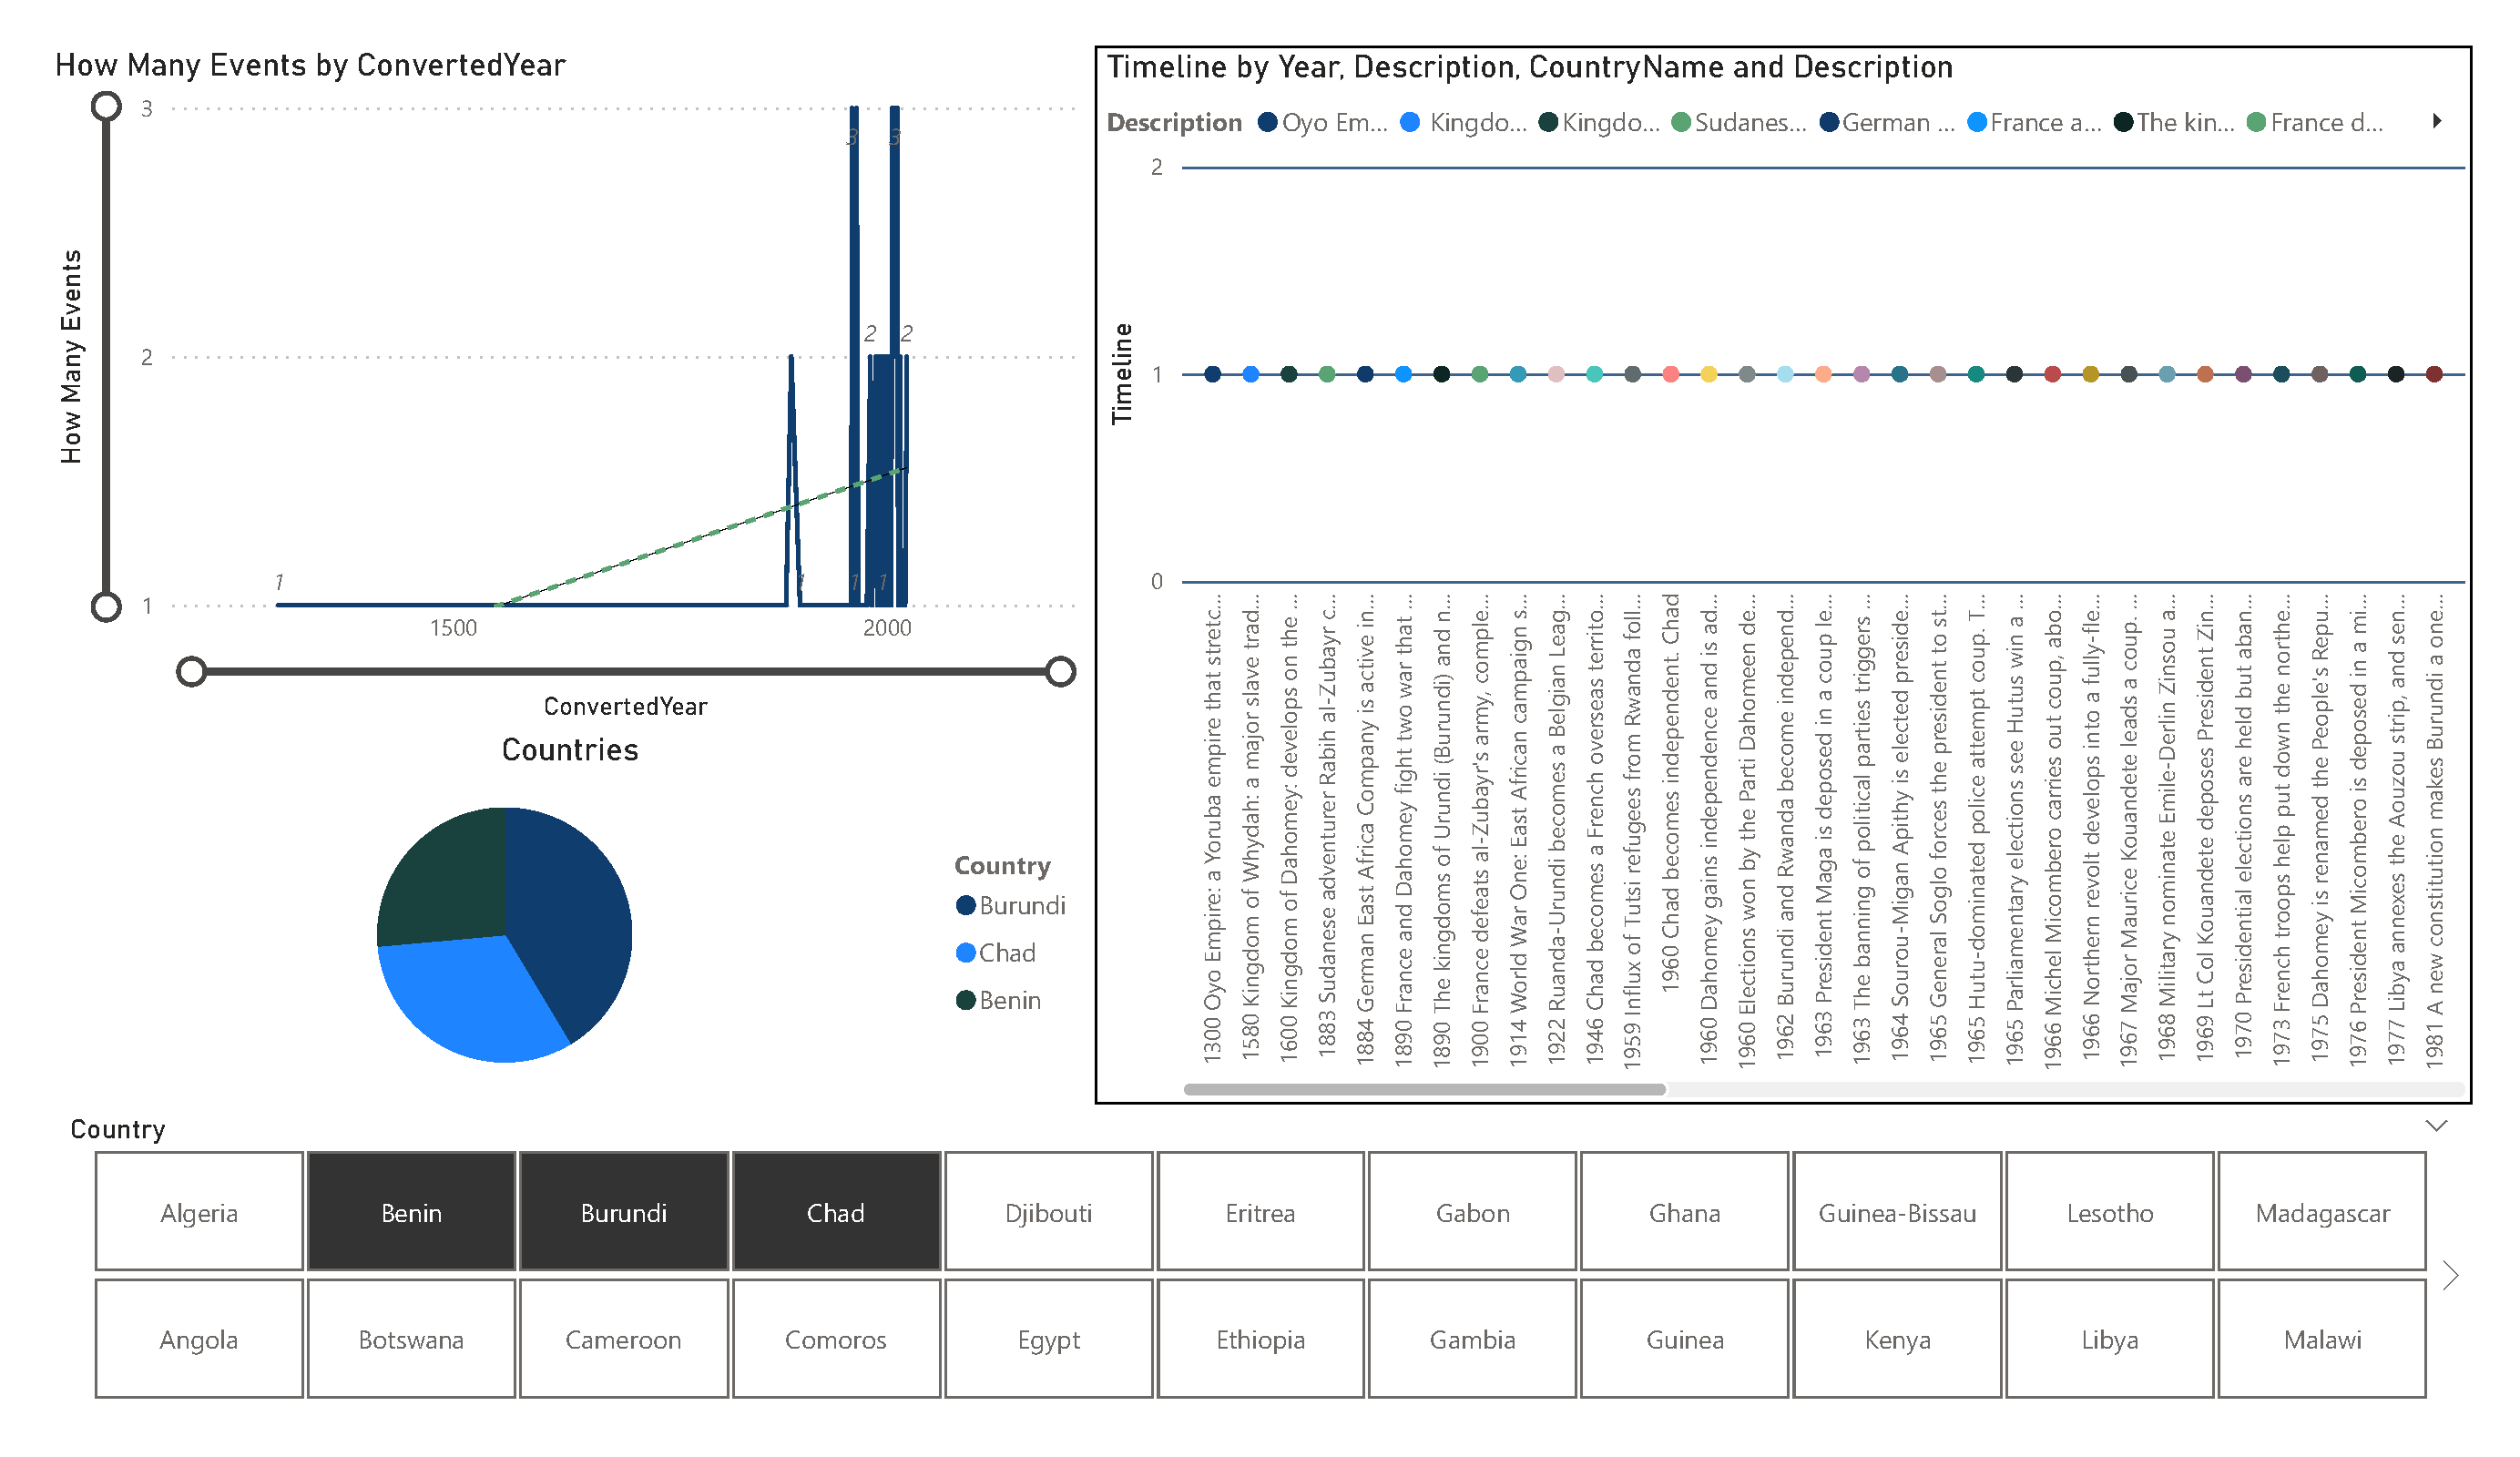 How Many Events by ConvertedYear
How Many Events
3
2
1
3
3
2
2
1
1
1
1
1500
2000
ConvertedYear
Countries
Country
Burundi
Chad
Benin
Timeline by Year, Description, CountryName and Description
Description
Oyo Em...
Kingdo...
Kingdo...
Sudanes...
German ...
France a...
The kin...
France d...
Timeline
2
1
0
1300 Oyo Empire: a Yoruba empire that stretc...
1580 Kingdom of Whydah: a major slave trad...
1600 Kingdom of Dahomey: develops on the ...
1883 Sudanese adventurer Rabih al-Zubayr c...
1884 German East Africa Company is active in...
1890 France and Dahomey fight two war that ...
1890 The kingdoms of Urundi (Burundi) and n...
1900 France defeats al-Zubayr's army, comple...
1914 World War One: East African campaign s...
1922 Ruanda-Urundi becomes a Belgian Leag...
1946 Chad becomes a French overseas territo...
1959 Influx of Tutsi refugees from Rwanda foll...
1960 Chad becomes independent. Chad
1960 Dahomey gains independence and is ad...
1960 Elections won by the Parti Dahomeen de...
1962 Burundi and Rwanda become independ...
1963 President Maga is deposed in a coup le...
1963 The banning of political parties triggers ...
1964 Sourou-Migan Apithy is elected preside...
1965 General Soglo forces the president to st...
1965 Hutu-dominated police attempt coup. T...
1965 Parliamentary elections see Hutus win a ...
1966 Michel Micombero carries out coup, abo...
1966 Northern revolt develops into a fully-fle...
1967 Major Maurice Kouandete leads a coup. ...
1968 Military nominate Emile-Derlin Zinsou a...
1969 Lt Col Kouandete deposes President Zin...
1970 Presidential elections are held but aban...
1973 French troops help put down the northe...
1975 Dahomey is renamed the People's Repu...
1976 President Micombero is deposed in a mi...
1977 Libya annexes the Aouzou strip, and sen...
1981 A new constitution makes Burundi a one...
Country
Algeria
Benin
Burundi
Chad
Djibouti
Eritrea
Gabon
Ghana
Guinea-Bissau
Lesotho
Madagascar
Angola
Botswana
Cameroon
Comoros
Egypt
Ethiopia
Gambia
Guinea
Kenya
Libya
Malawi